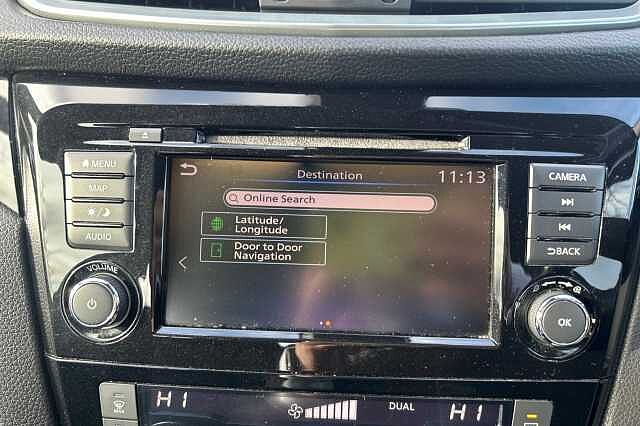 MENU
MAP
AUDIO
VOLUME
Destination
11:13
Online Search
Latitude/
Longitude
Door to Door
Navigation
CAMERA
BACK
OK
HI
DUAL
HI